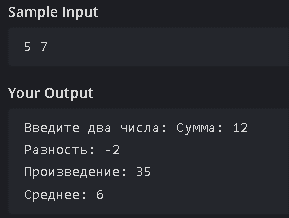 Sample Input
5 7
Your Output
Введите два числа: Сумма: 12
Разность: -2
Произведение: 35
Среднее: 6